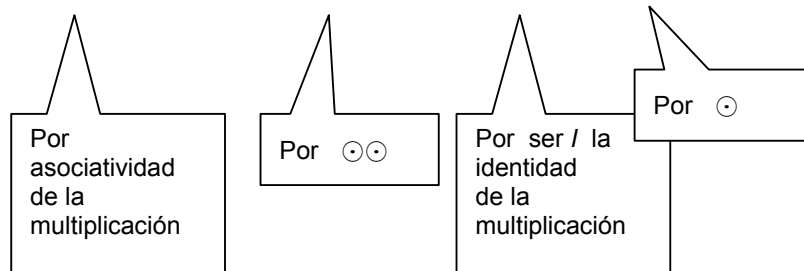 Por
asociatividad
de la
multiplicación
Por ⊙⊙
Por ser I la
identidad
de la
multiplicación
Por ⊙